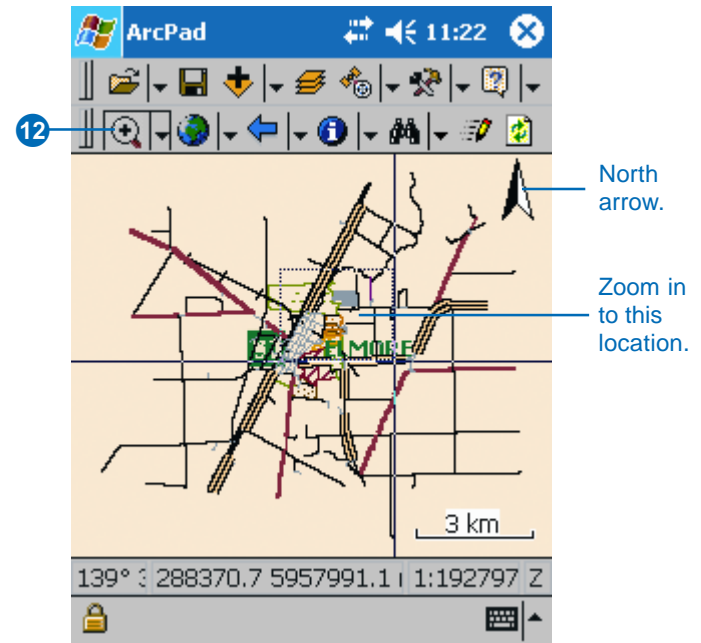 ArcPad 11:22
12
North
arrow.
Zoom in
to this
location.
ELMORE
3 km
139° 288370.7 5957991.1 1:192797 Z